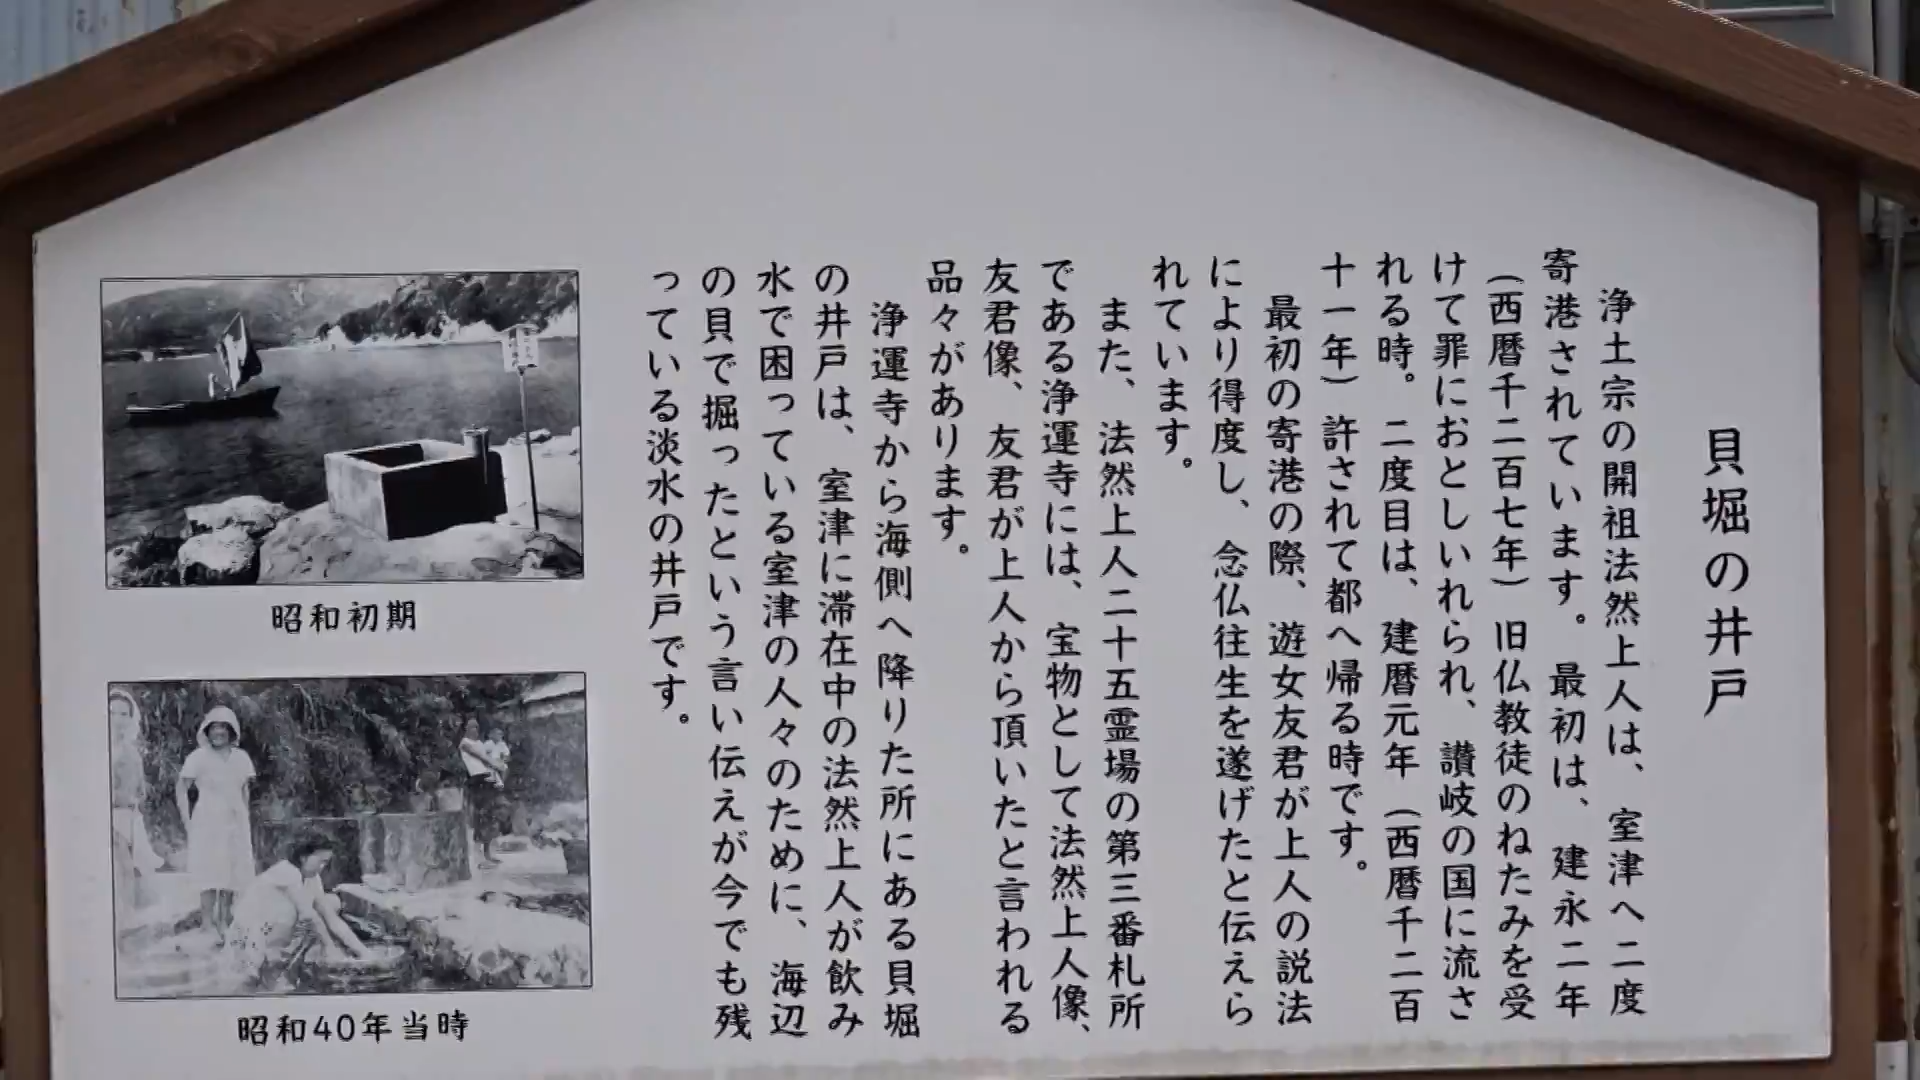 貝堀の井戸
浄土宗の開祖法然上人は、室津へ二度
寄港されています。最初は、建永二年
（西暦千二百七年）旧仏教徒のねたみを受
けて罪におとしいれられ、讃岐の国に流さ
れる時。二度目は、建暦元年（西暦千二百
十一年）許されて都へ帰る時です。
最初の寄港の際、遊女友君が上人の説法
により得度し、念仏往生を遂げたと伝えら
れています。
また、法然上人二十五霊場の第三番札所
である浄運寺には、宝物として法然上人像、
友君像、友君が上人から頂いたと言われる
品々があります。
浄運寺から海側へ降りた所にある貝堀
の井戸は、室津に滞在中の法然上人が飲み
水で困っている室津の人々のために、海辺
の貝で掘ったという言い伝えが今でも残
っている淡水の井戸です。
昭和初期
昭和40年当時